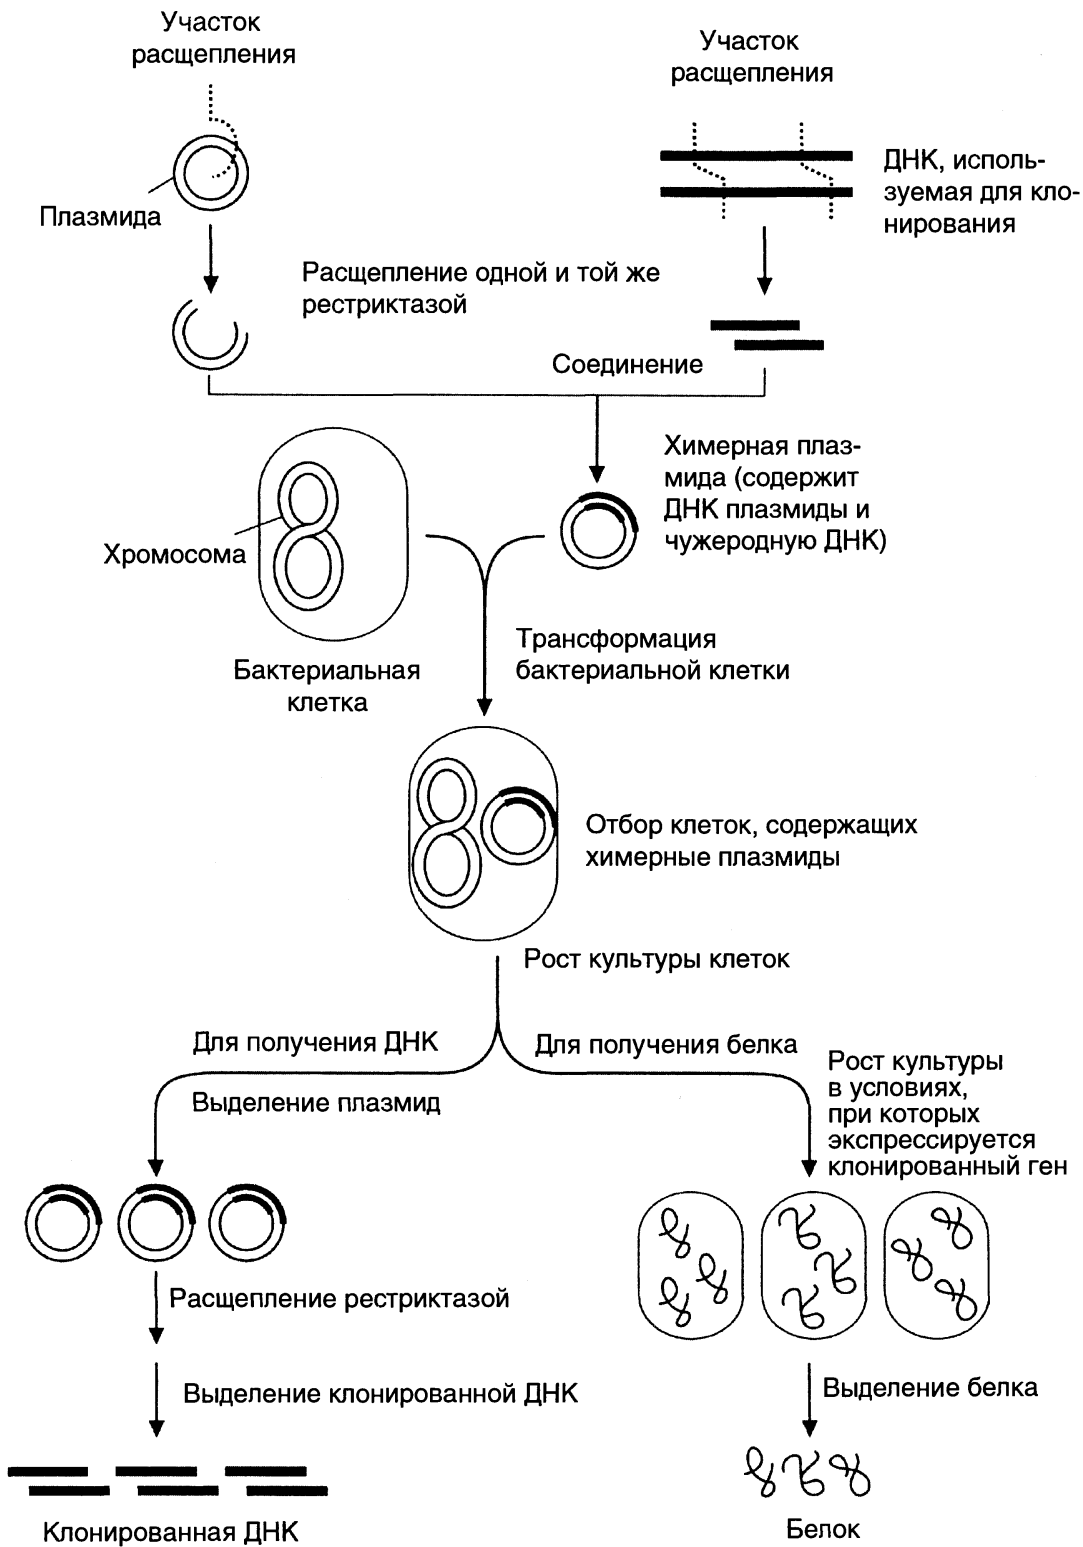 Участок
расщепления
Участок
расщепления
ДНК, исполь-
зуемая для кло-
нирования
Плазмида
Расщепление одной и той же
рестриктазой
Соединение
Химерная плаз-
мида (содержит
ДНК плазмиды и
чужеродную ДНК)
Хромосома
Бактериальная
клетка
Трансформация
бактериальной клетки
Отбор клеток, содержащих
химерные плазмиды
Рост культуры клеток
Для получения ДНК
Для получения белка
Выделение плазмид
Рост культуры
в условиях,
при которых
экспрессируется
клонированный ген
Расщепление рестриктазой
Выделение клонированной ДНК
Выделение белка
Клонированная ДНК
Белок